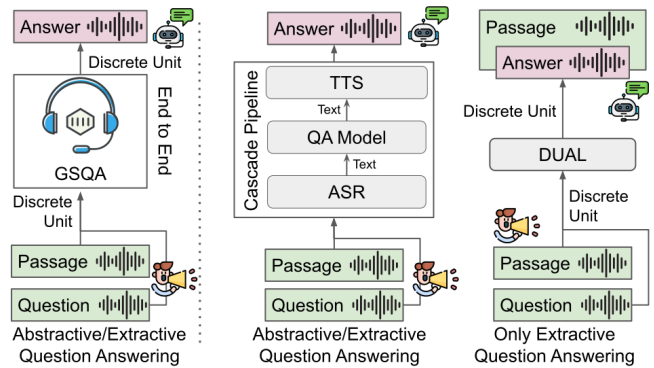 Answer
Discrete Unit
GSQA
End to End
Discrete
Unit
Passage
Question
Abstractive/Extractive
Question Answering
Answer
Cascade Pipeline
TTS
Text
QA Model
Text
ASR
Passage
Question
Abstractive/Extractive
Question Answering
Passage
Answer
Discrete Unit
DUAL
Discrete
Unit
Passage
Question
Only Extractive
Question Answering